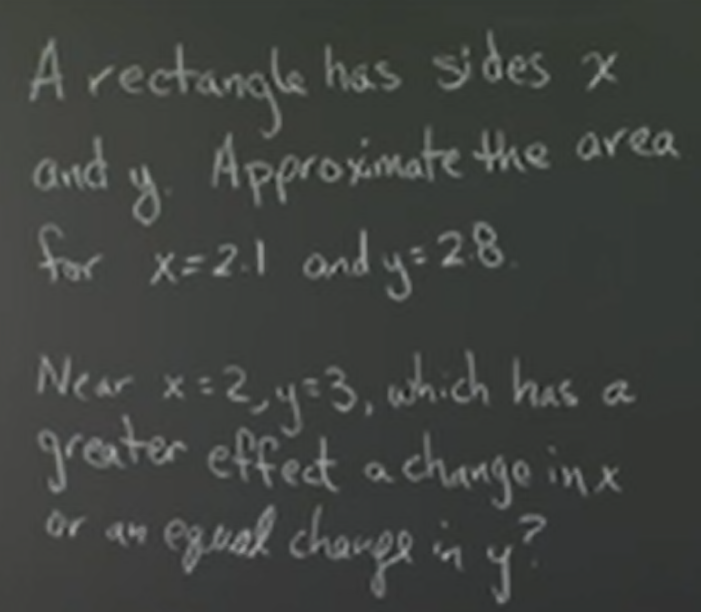 A rectangle has sides x
and y. Approximate the area
for x=2.1 and y=2.8.
Near x=2, y=3, which has a
greater effect a change in x
or an equal change in y?